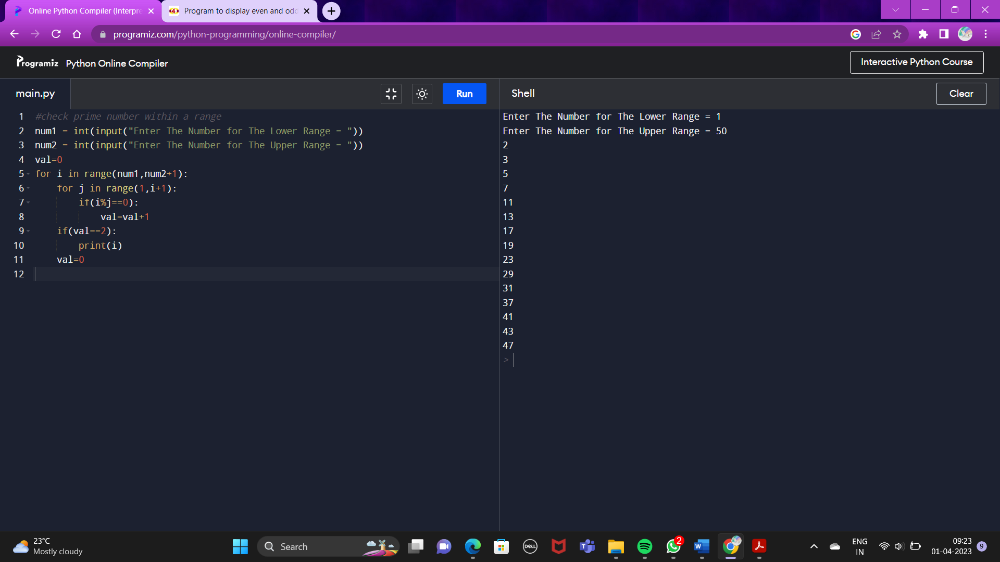 Online Python Compiler (Interpre
Program to display even and odd
programiz.com/python-programming/online-compiler/
Programiz Python Online Compiler
Interactive Python Course
main.py
Run
Shell
Clear
1 #check prime number within a range
2 num1 = int(input("Enter The Number for The Lower Range = "))
3 num2 = int(input("Enter The Number for The Upper Range = "))
4 val=0
5 for i in range(num1,num2+1):
6     for j in range(1,i+1):
7         if(i%j==0):
8             val=val+1
9     if(val==2):
10         print(i)
11     val=0
12
Enter The Number for The Lower Range = 1
Enter The Number for The Upper Range = 50
2
3
5
7
11
13
17
19
23
29
31
37
41
43
47
>
23°C
Mostly cloudy
Search
DELL
T
2
W
ENG
IN
09:23
01-04-2023
9